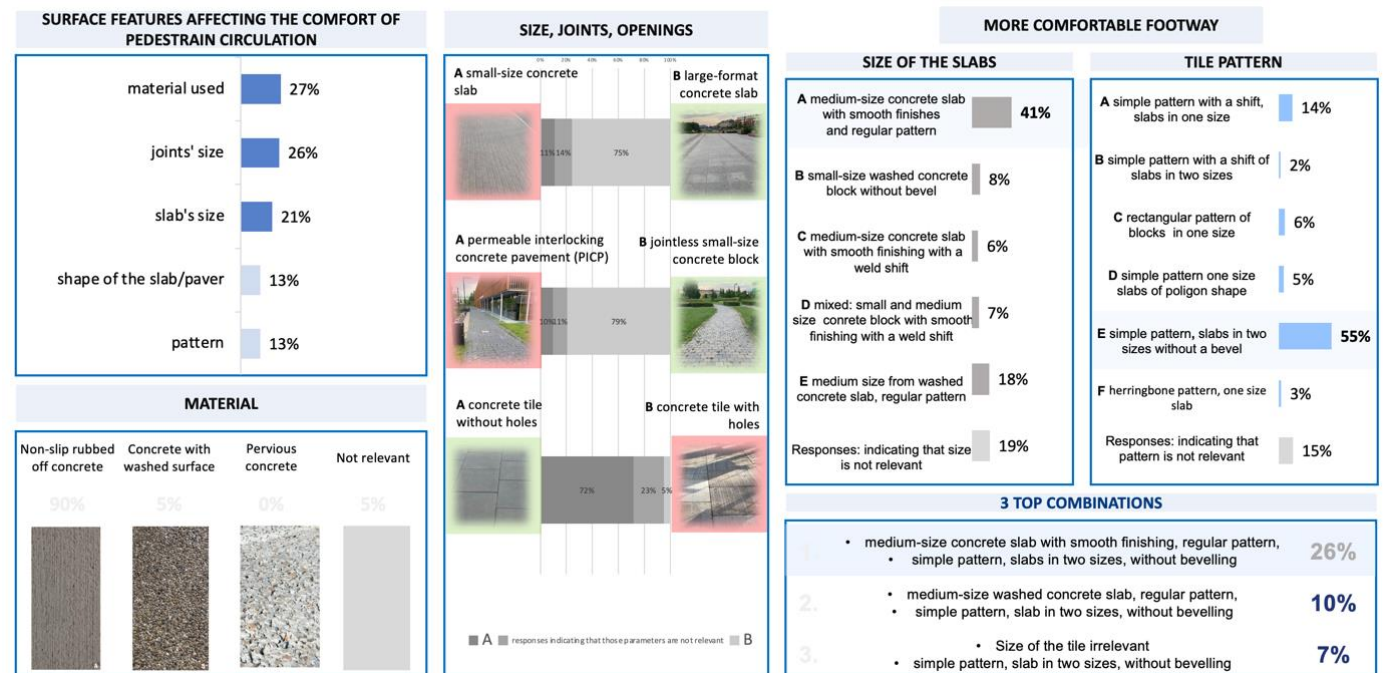 SURFACE FEATURES AFFECTING THE COMFORT OF
PEDESTRAIN CIRCULATION
material used
27%
joints' size
26%
slab's size
21%
shape of the slab/paver
13%
pattern
13%
MATERIAL
Non-slip rubbed
off concrete
Concrete with
washed surface
Pervious
concrete
Not relevant
90%
5%
0%
5%
SIZE, JOINTS, OPENINGS
0%
20%
40%
60%
80%
100%
A small-size concrete
slab
B large-format
concrete slab
11%
14%
75%
A permeable interlocking
concrete pavement (PICP)
B jointless small-size
concrete block
10%
11%
79%
A concrete tile
without holes
B concrete tile with
holes
72%
23%
5%
A
responses indicating that those parameters are not relevant
B
MORE COMFORTABLE FOOTWAY
SIZE OF THE SLABS
A medium-size concrete slab
with smooth finishes
and regular pattern
41%
B small-size washed concrete
block without bevel
8%
C medium-size concrete slab
with smooth finishing with a
weld shift
6%
D mixed: small and medium
size conrete block with smooth
finishing with a weld shift
7%
E medium size from washed
concrete slab, regular pattern
18%
Responses: indicating that size
is not relevant
19%
TILE PATTERN
A simple pattern with a shift,
slabs in one size
14%
B simple pattern with a shift of
slabs in two sizes
2%
C rectangular pattern of
blocks in one size
6%
D simple pattern one size
slabs of poligon shape
5%
E simple pattern, slabs in two
sizes without a bevel
55%
F herringbone pattern, one size
slab
3%
Responses: indicating that
pattern is not relevant
15%
3 TOP COMBINATIONS
1.
• medium-size concrete slab with smooth finishing, regular pattern,
• simple pattern, slabs in two sizes, without bevelling
26%
2.
• medium-size washed concrete slab, regular pattern,
• simple pattern, slab in two sizes, without bevelling
10%
3.
• Size of the tile irrelevant
• simple pattern, slab in two sizes, without bevelling
7%